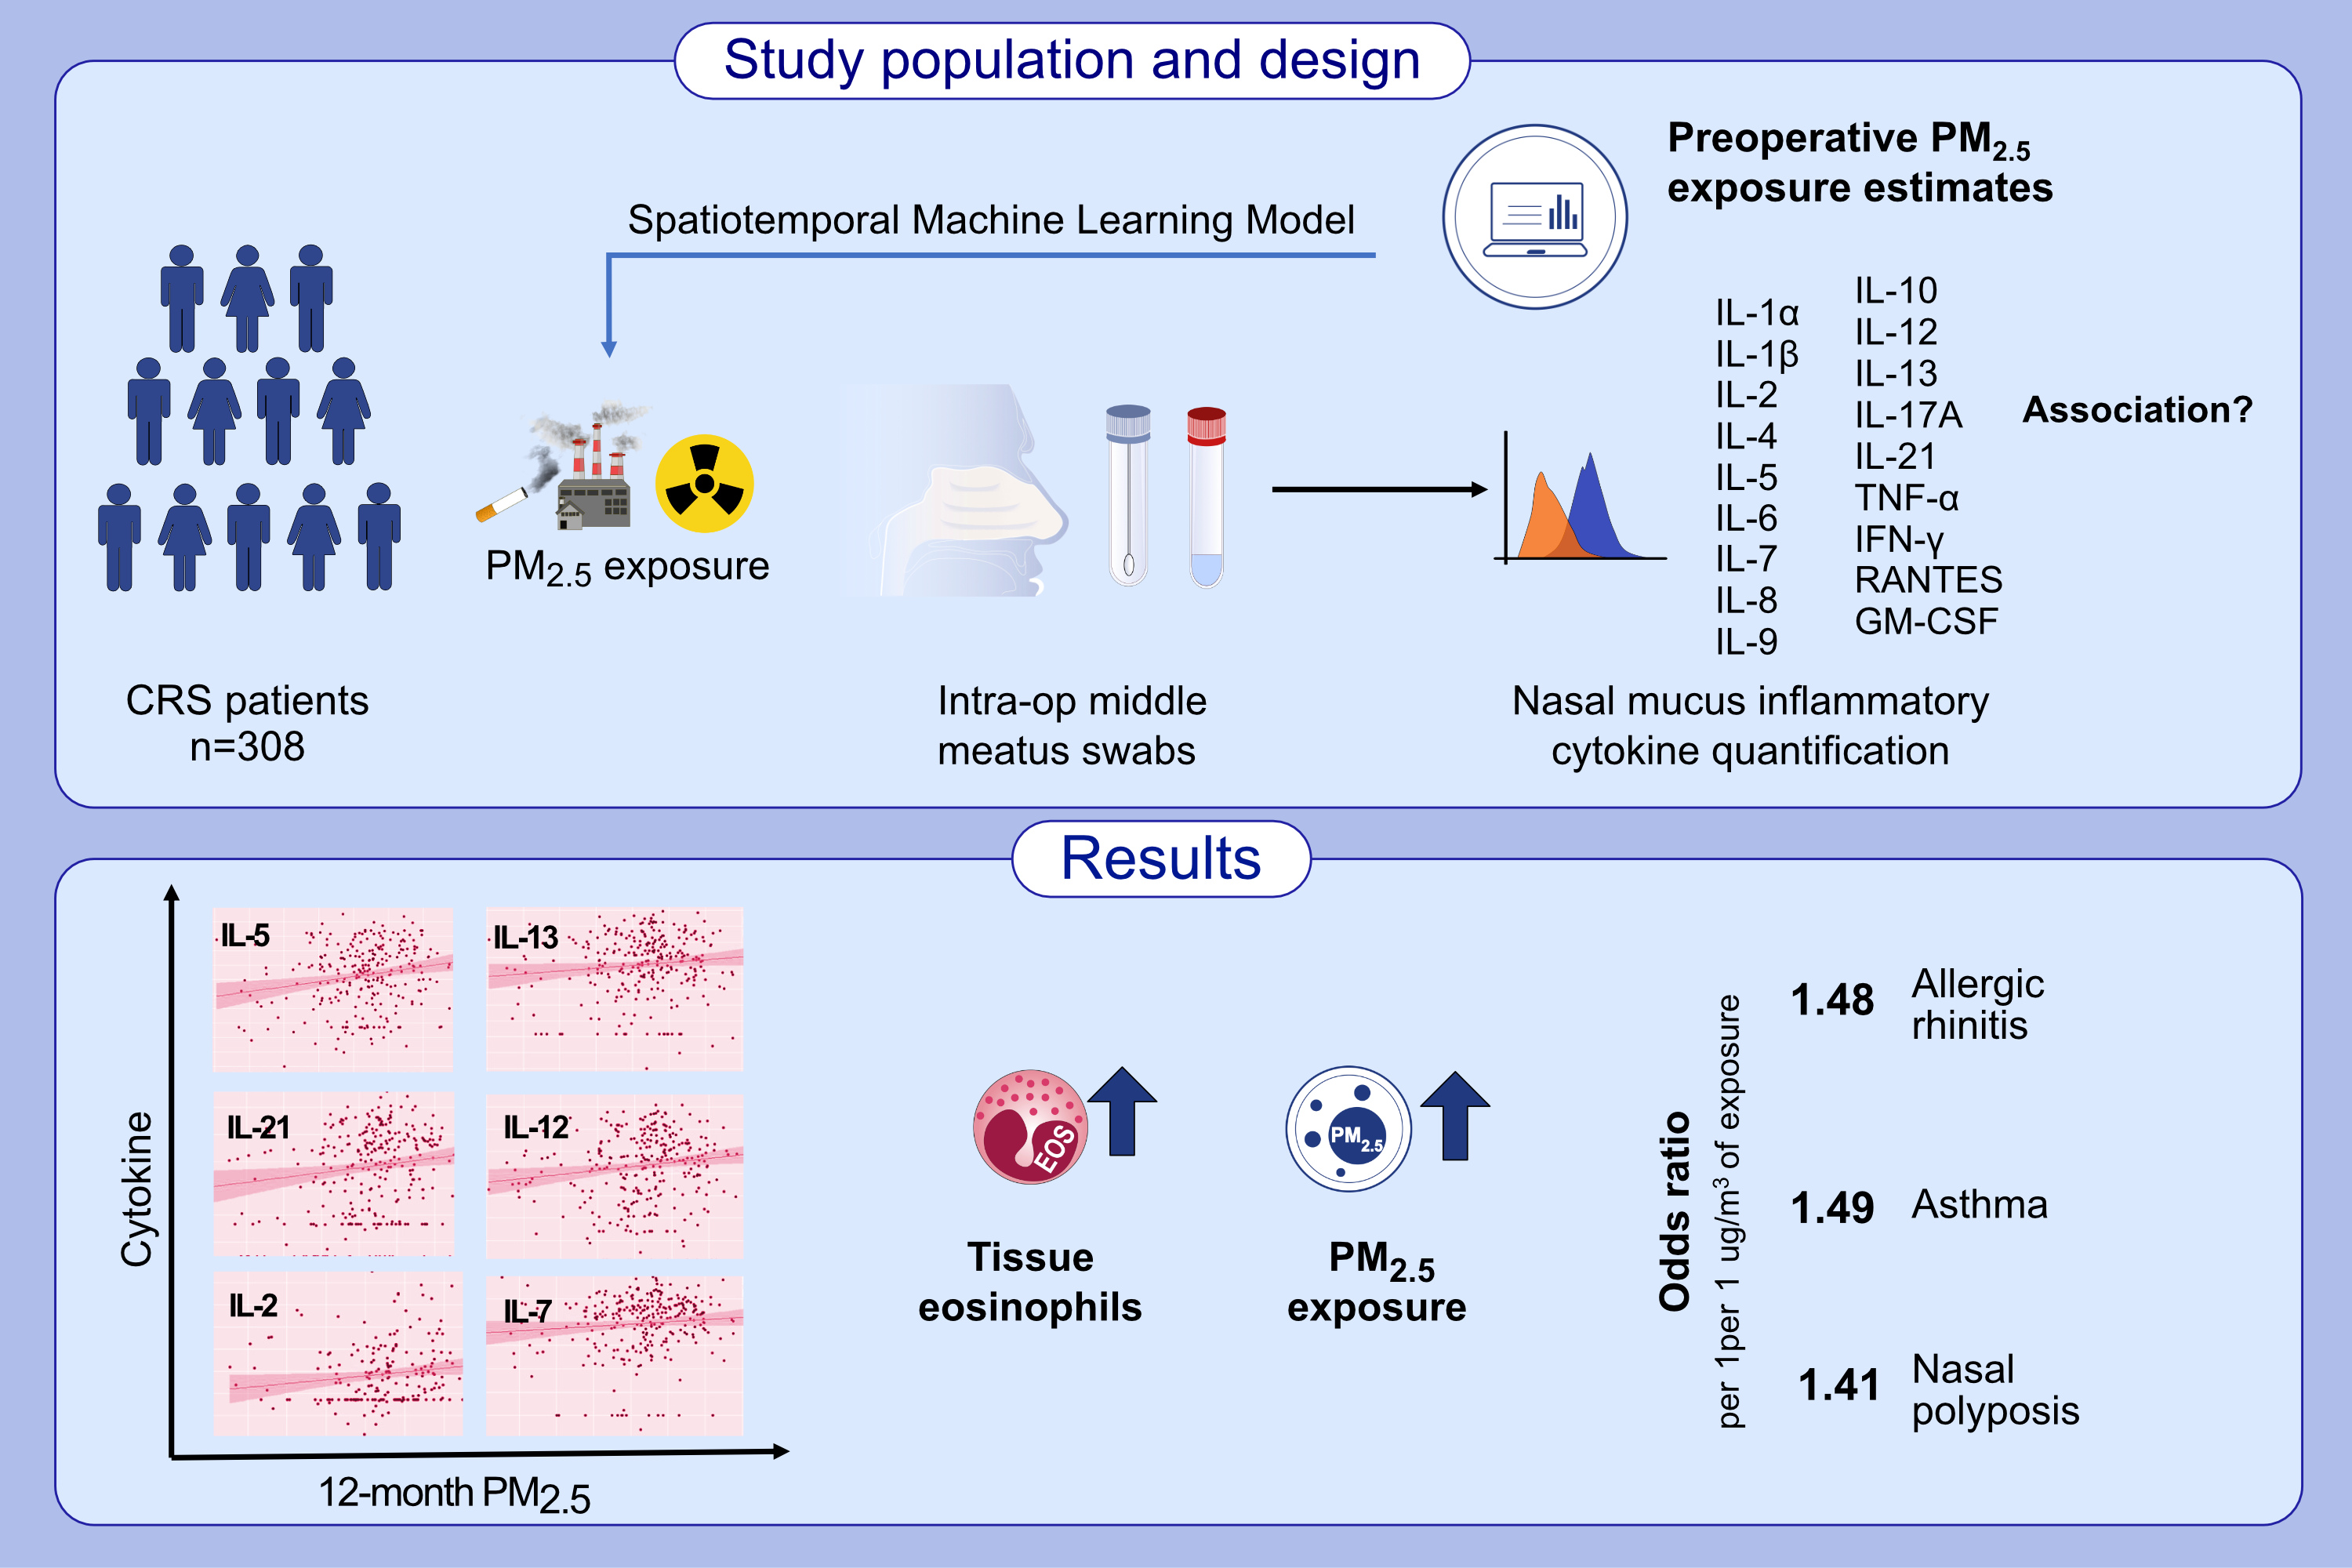 Study population and design
Preoperative PM2.5
exposure estimates
Spatiotemporal Machine Learning Model
IL-1α
IL-1β
IL-2
IL-4
IL-5
IL-6
IL-7
IL-8
IL-9
IL-10
IL-12
IL-13
IL-17A
IL-21
TNF-α
IFN-γ
RANTES
GM-CSF
Association?
PM2.5 exposure
CRS patients
n=308
Intra-op middle
meatus swabs
Nasal mucus inflammatory
cytokine quantification
Results
Cytokine
IL-5
IL-13
IL-21
IL-12
IL-2
IL-7
12-month PM2.5
EOS
Tissue
eosinophils
PM2.5
PM2.5
exposure
Odds ratio
per 1per 1 ug/m³ of exposure
1.48
Allergic
rhinitis
1.49
Asthma
1.41
Nasal
polyposis